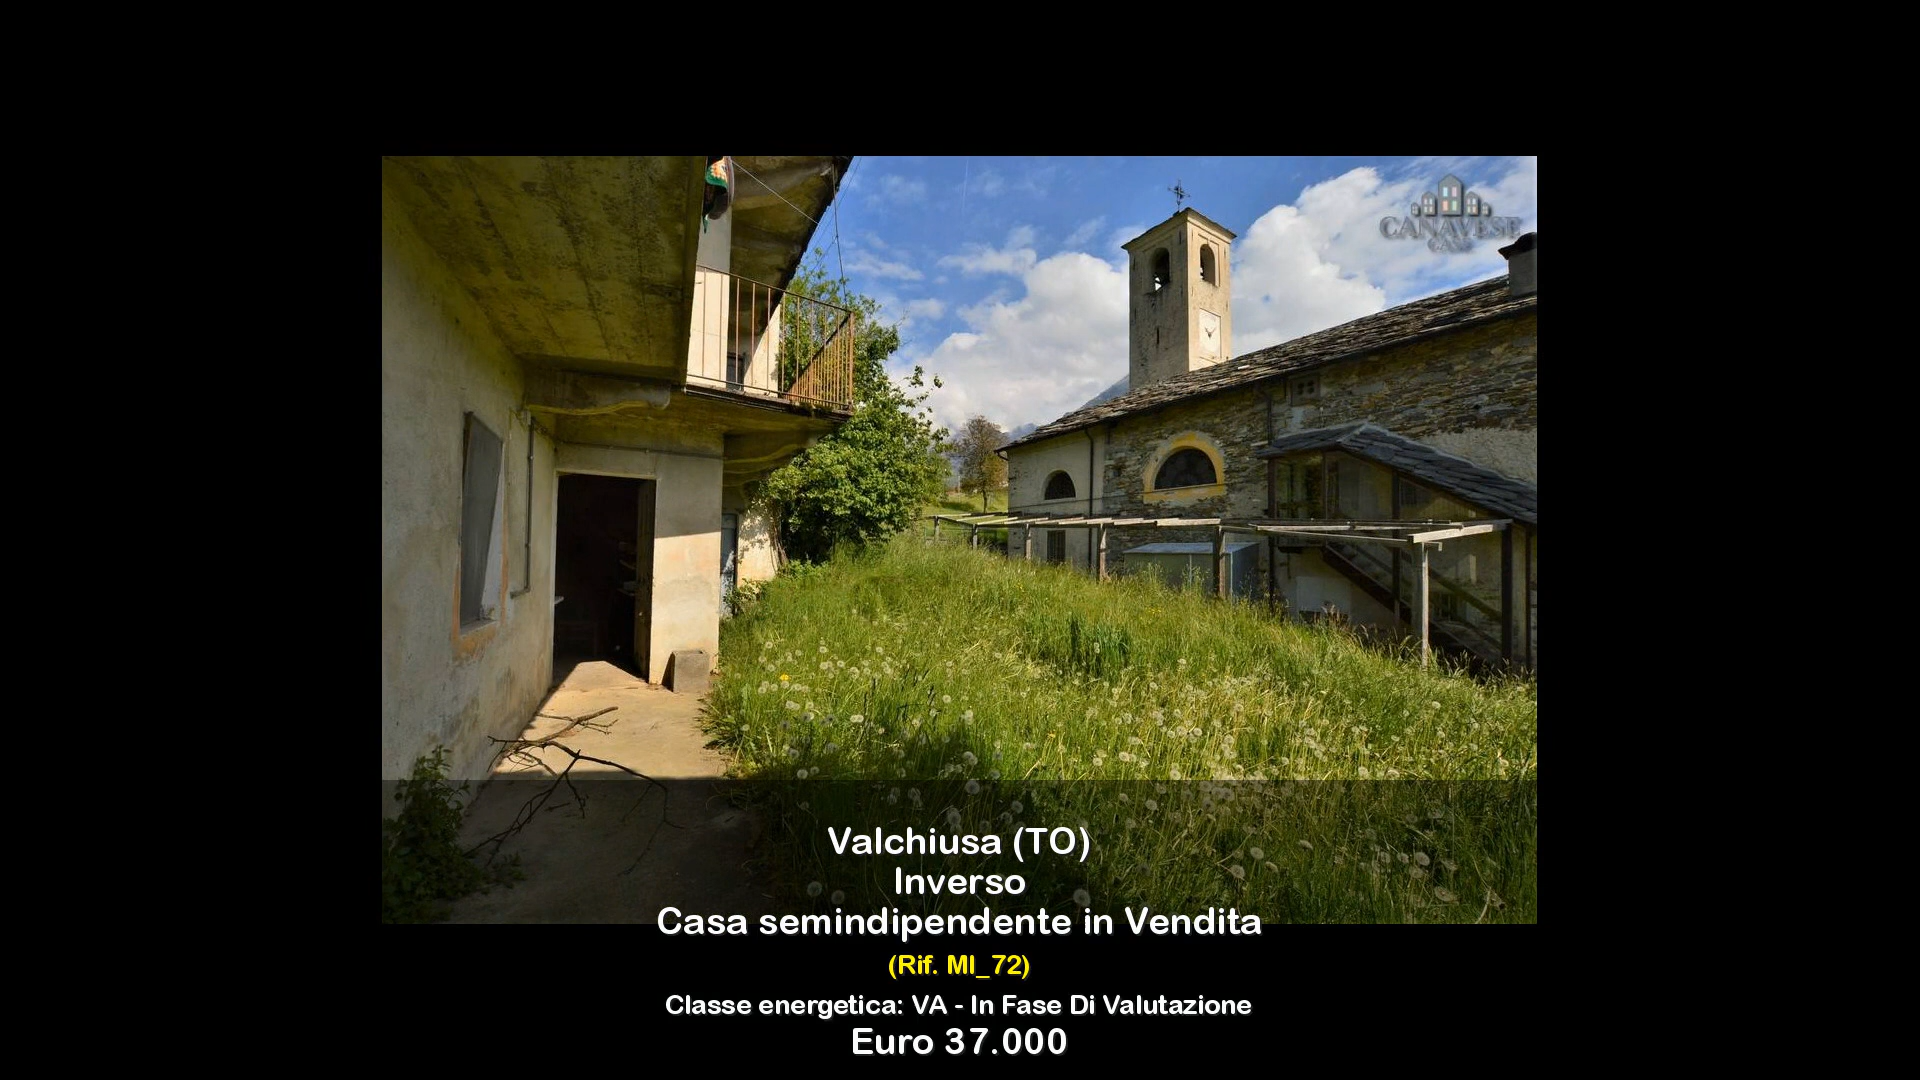 CANAVESE
CASE
Valchiusa (TO)
Inverso
Casa semindipendente in Vendita
(Rif. MI_72)
Classe energetica: VA - In Fase Di Valutazione
Euro 37.000